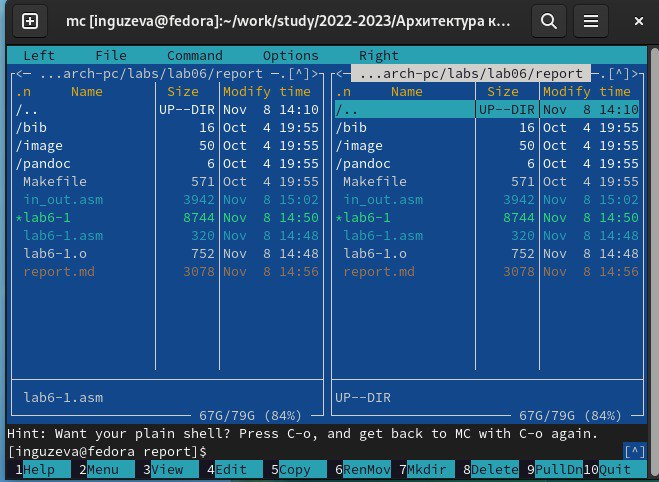 mc [inguzeva@fedora]:~/work/study/2022-2023/Архитектура к...
Left File Command Options Right
<— ...arch-pc/labs/lab06/report —.[^]> <— ...arch-pc/labs/lab06/report —.[^]>
.n Name Size Modify time .n Name Size Modify time
/.. UP--DIR Nov 8 14:10 /.. UP--DIR Nov 8 14:10
/bib 16 Oct 4 19:55 /bib 16 Oct 4 19:55
/image 50 Oct 4 19:55 /image 50 Oct 4 19:55
/pandoc 6 Oct 4 19:55 /pandoc 6 Oct 4 19:55
Makefile 571 Oct 4 19:55 Makefile 571 Oct 4 19:55
in_out.asm 3942 Nov 8 15:02 in_out.asm 3942 Nov 8 15:02
*lab6-1 8744 Nov 8 14:50 *lab6-1 8744 Nov 8 14:50
lab6-1.asm 320 Nov 8 14:48 lab6-1.asm 320 Nov 8 14:48
lab6-1.o 752 Nov 8 14:48 lab6-1.o 752 Nov 8 14:48
report.md 3078 Nov 8 14:56 report.md 3078 Nov 8 14:56
lab6-1.asm UP--DIR
67G/79G (84%) 67G/79G (84%)
Hint: Want your plain shell? Press C-o, and get back to MC with C-o again.
[inguzeva@fedora report]$ [^]
1Help 2Menu 3View 4Edit 5Copy 6RenMov 7Mkdir 8Delete 9PullDn 10Quit